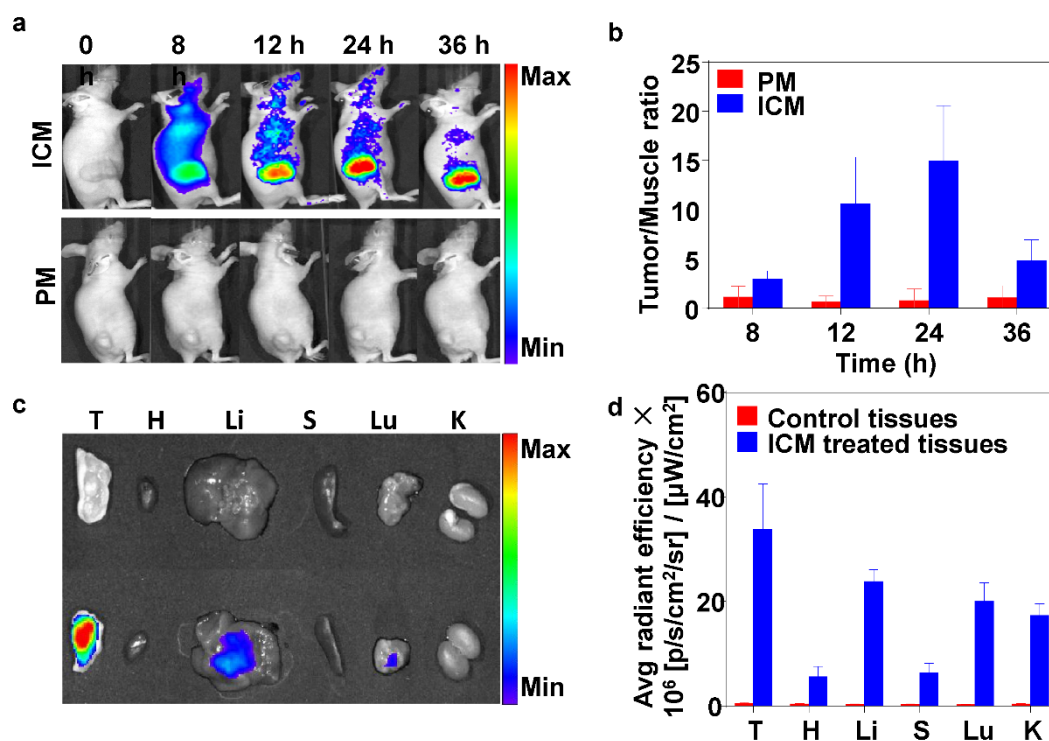 a
0 h 8 h 12 h 24 h 36 h
ICM
PM
Max
Min
b
25
20
15
10
5
0
PM
ICM
Tumor/Muscle ratio
8 12 24 36
Time (h)
c
T H Li S Lu K
Max
Min
d
60
40
20
0
Control tissues
ICM treated tissues
Avg radiant efficiency ×
10⁶ [p/s/cm²/sr] / [µW/cm²]
T H Li S Lu K